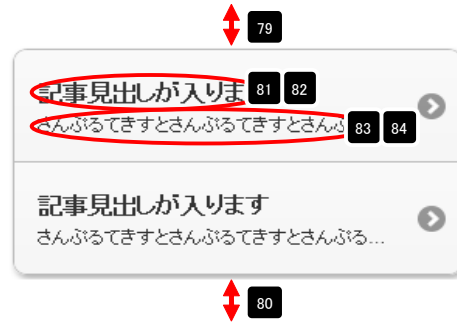 79
記事見出しが入りま 81 82
さんぷるてきすとさんぷるてきすとさんぷ 83 84
記事見出しが入ります
さんぷるてきすとさんぷるてきすとさんぷる...
80